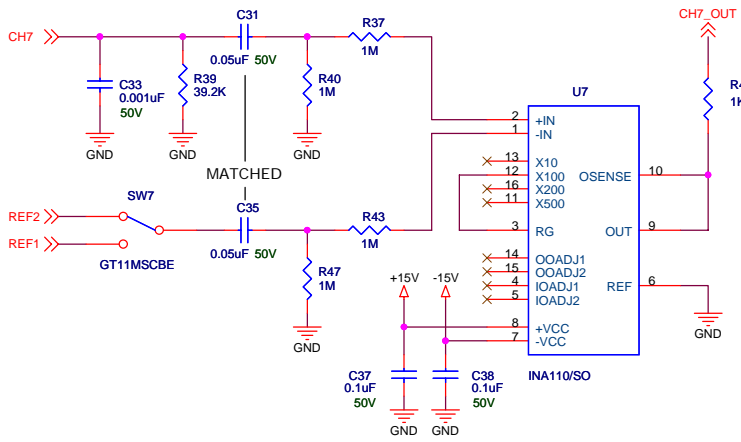 CH7_OUT
C31
CH7
0.05uF 50V
R37
1M
C33
0.001uF
50V
R39
39.2K
R40
1M
GND
GND
GND
MATCHED
SW7
REF2
REF1
GT11MSCBE
C35
0.05uF 50V
R43
1M
R47
1M
GND
U7
2
+IN
1
-IN
13
X10
12
X100
16
X200
11
X500
3
RG
14
OOADJ1
15
OOADJ2
4
IOADJ1
5
IOADJ2
8
+VCC
7
-VCC
OSENSE
10
OUT
9
REF
6
INA110/SO
GND
+15V
-15V
C37
0.1uF
50V
C38
0.1uF
50V
GND
GND